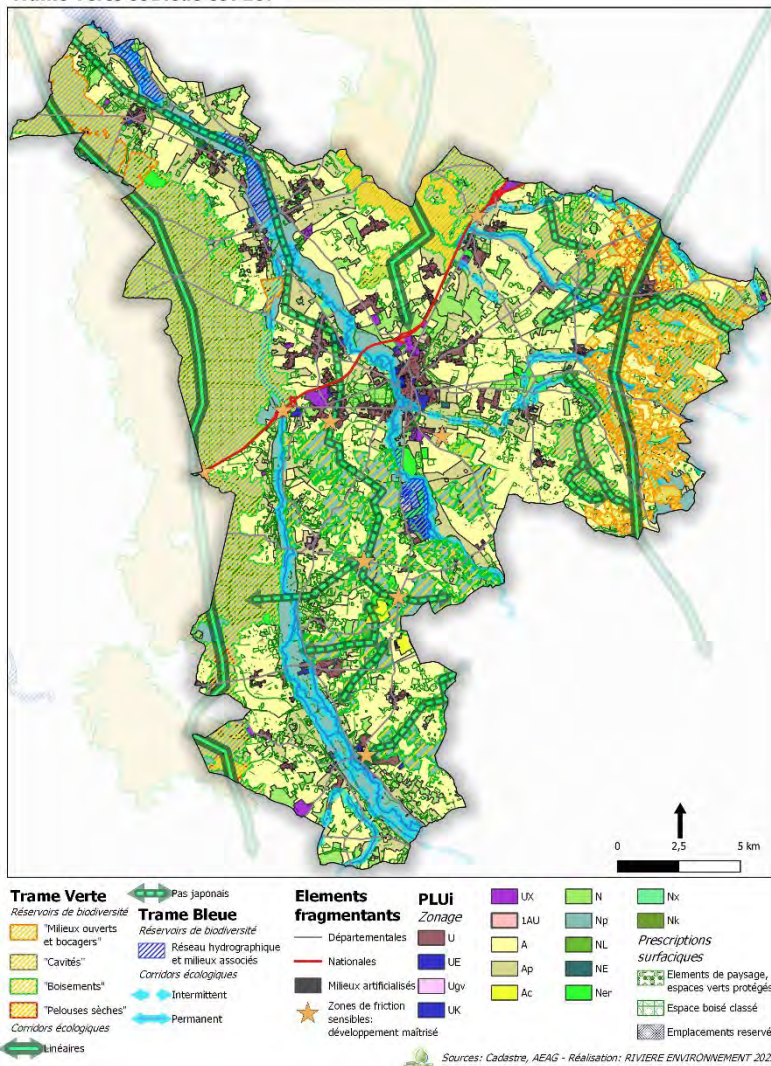 0 2,5 5 km
Trame Verte
Réservoirs de biodiversité
"Milieux ouverts
et bocagers"
"Cavités"
"Boisements"
"Pelouses sèches"
Corridors écologiques
Linéaires
Pas japonais
Trame Bleue
Réservoirs de biodiversité
Réseau hydrographique
et milieux associés
Corridors écologiques
Intermittent
Permanent
Elements
fragmentants
Départementales
Nationales
Milieux artificialisés
Zones de friction
sensibles:
développement maîtrisé
PLUi
Zonage
U
UE
Ugv
UK
UX
1AU
A
Ap
Ac
N
Np
NL
NE
Ner
Nx
Nk
Prescriptions
surfaciques
Elements de paysage,
espaces verts protégés
Espace boisé classé
Emplacements reservé
Sources: Cadastre, AEAG - Réalisation: RIVIERE ENVIRONNEMENT